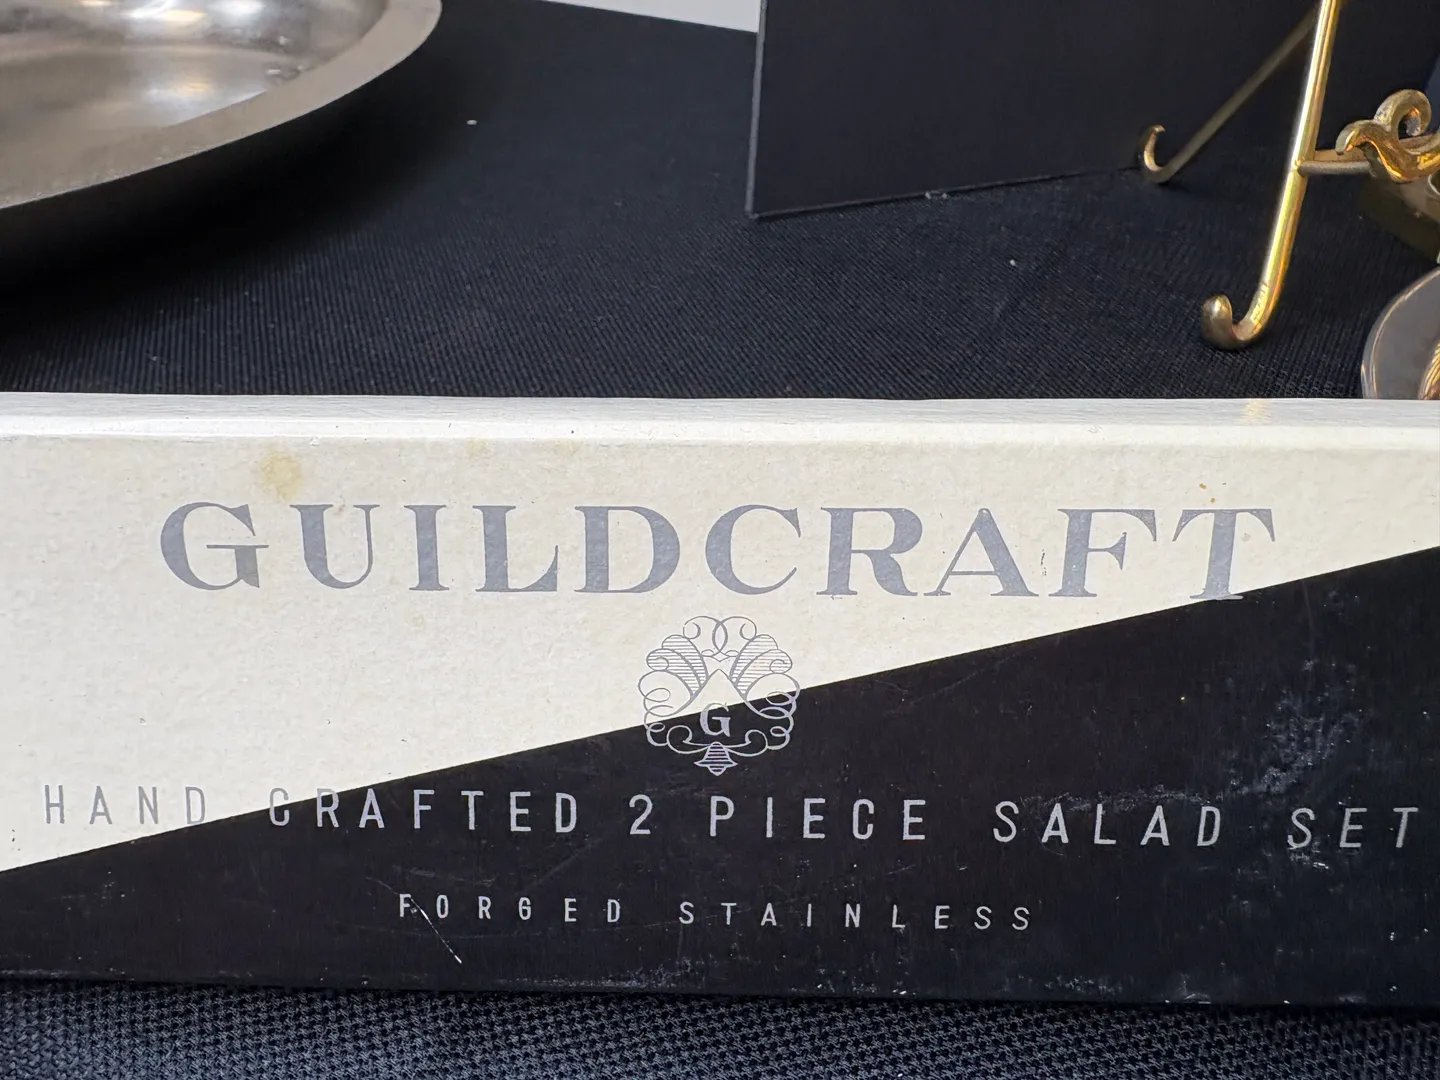 GUILDCRAFT
G
HAND CRAFTED 2 PIECE SALAD SET
FORGED STAINLESS